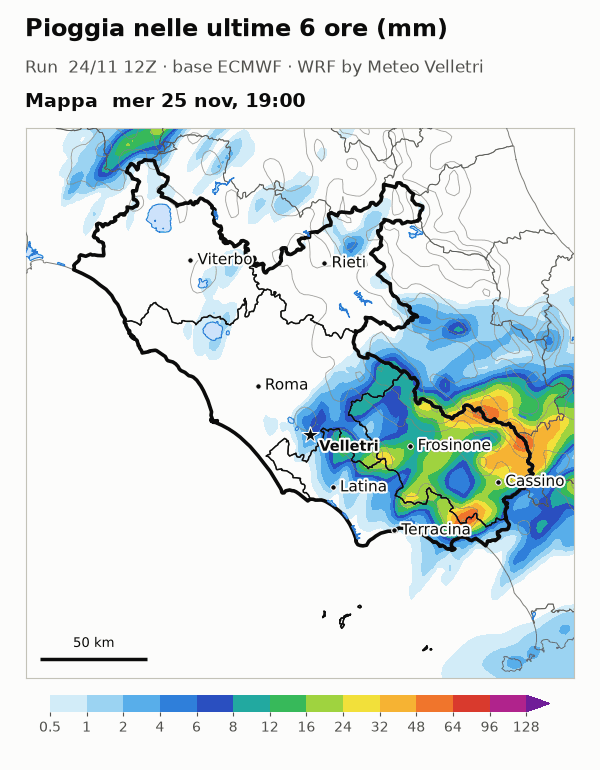 Pioggia nelle ultime 6 ore (mm)
Run  24/11 12Z · base ECMWF · WRF by Meteo Velletri
Mappa  mer 25 nov, 19:00
Viterbo
Rieti
Roma
Velletri
Frosinone
Latina
Cassino
Terracina
50 km
0.5 1 2 4 6 8 12 16 24 32 48 64 96 128